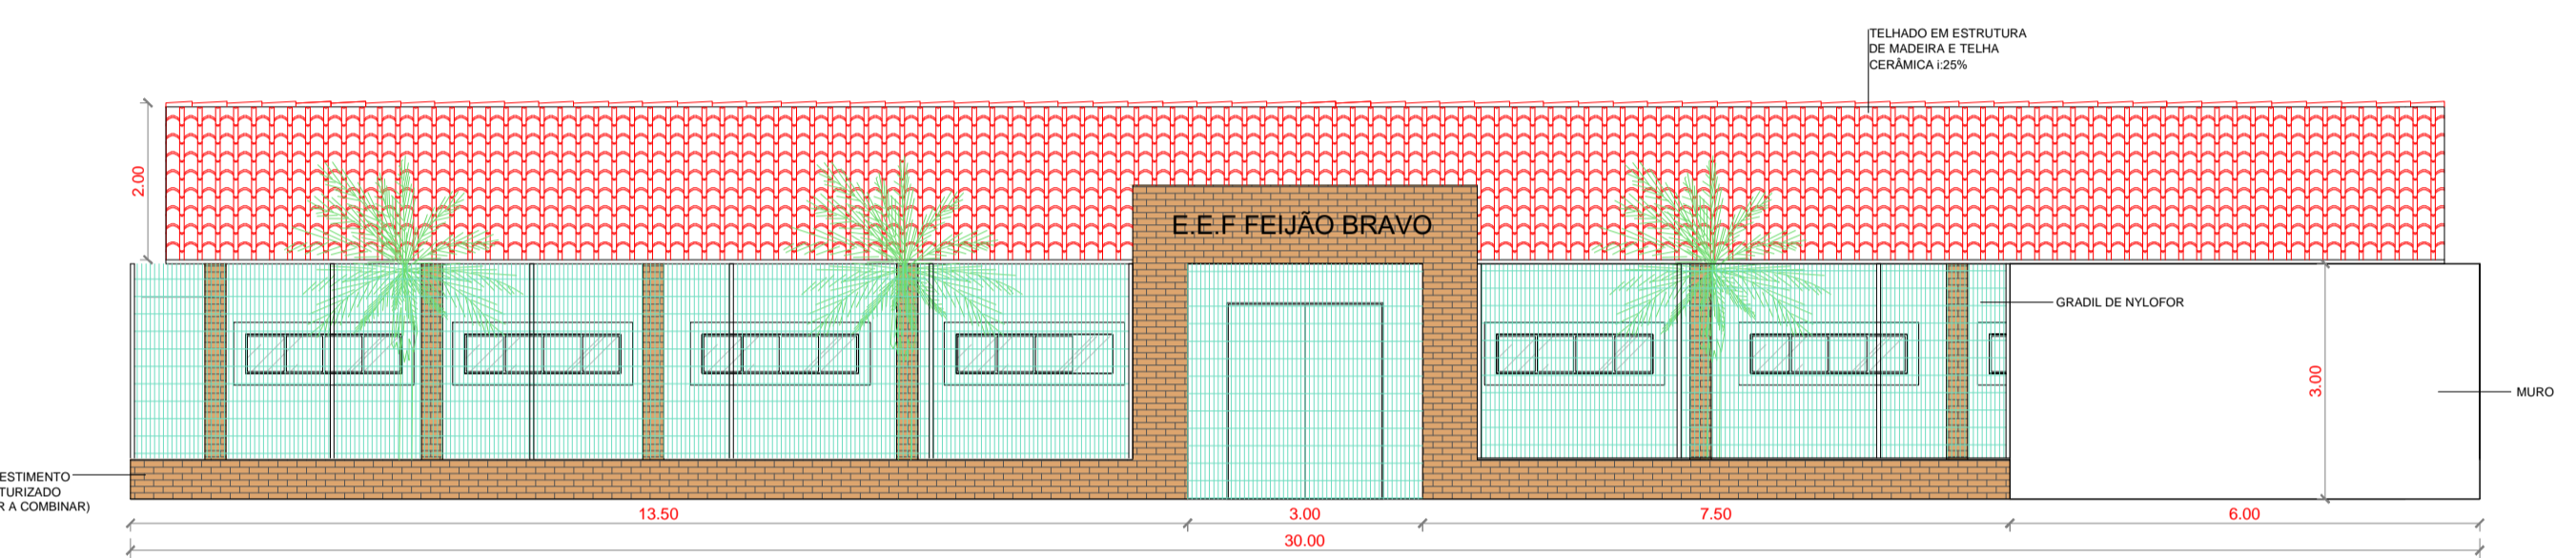 TELHADO EM ESTRUTURA
DE MADEIRA E TELHA
CERÂMICA i:25%
2.00
E.E.F FEIJÃO BRAVO
GRADIL DE NYLOFOR
3.00
MURO
ESTIMENTO
TURIZADO
R A COMBINAR)
13.50
3.00
7.50
6.00
30.00